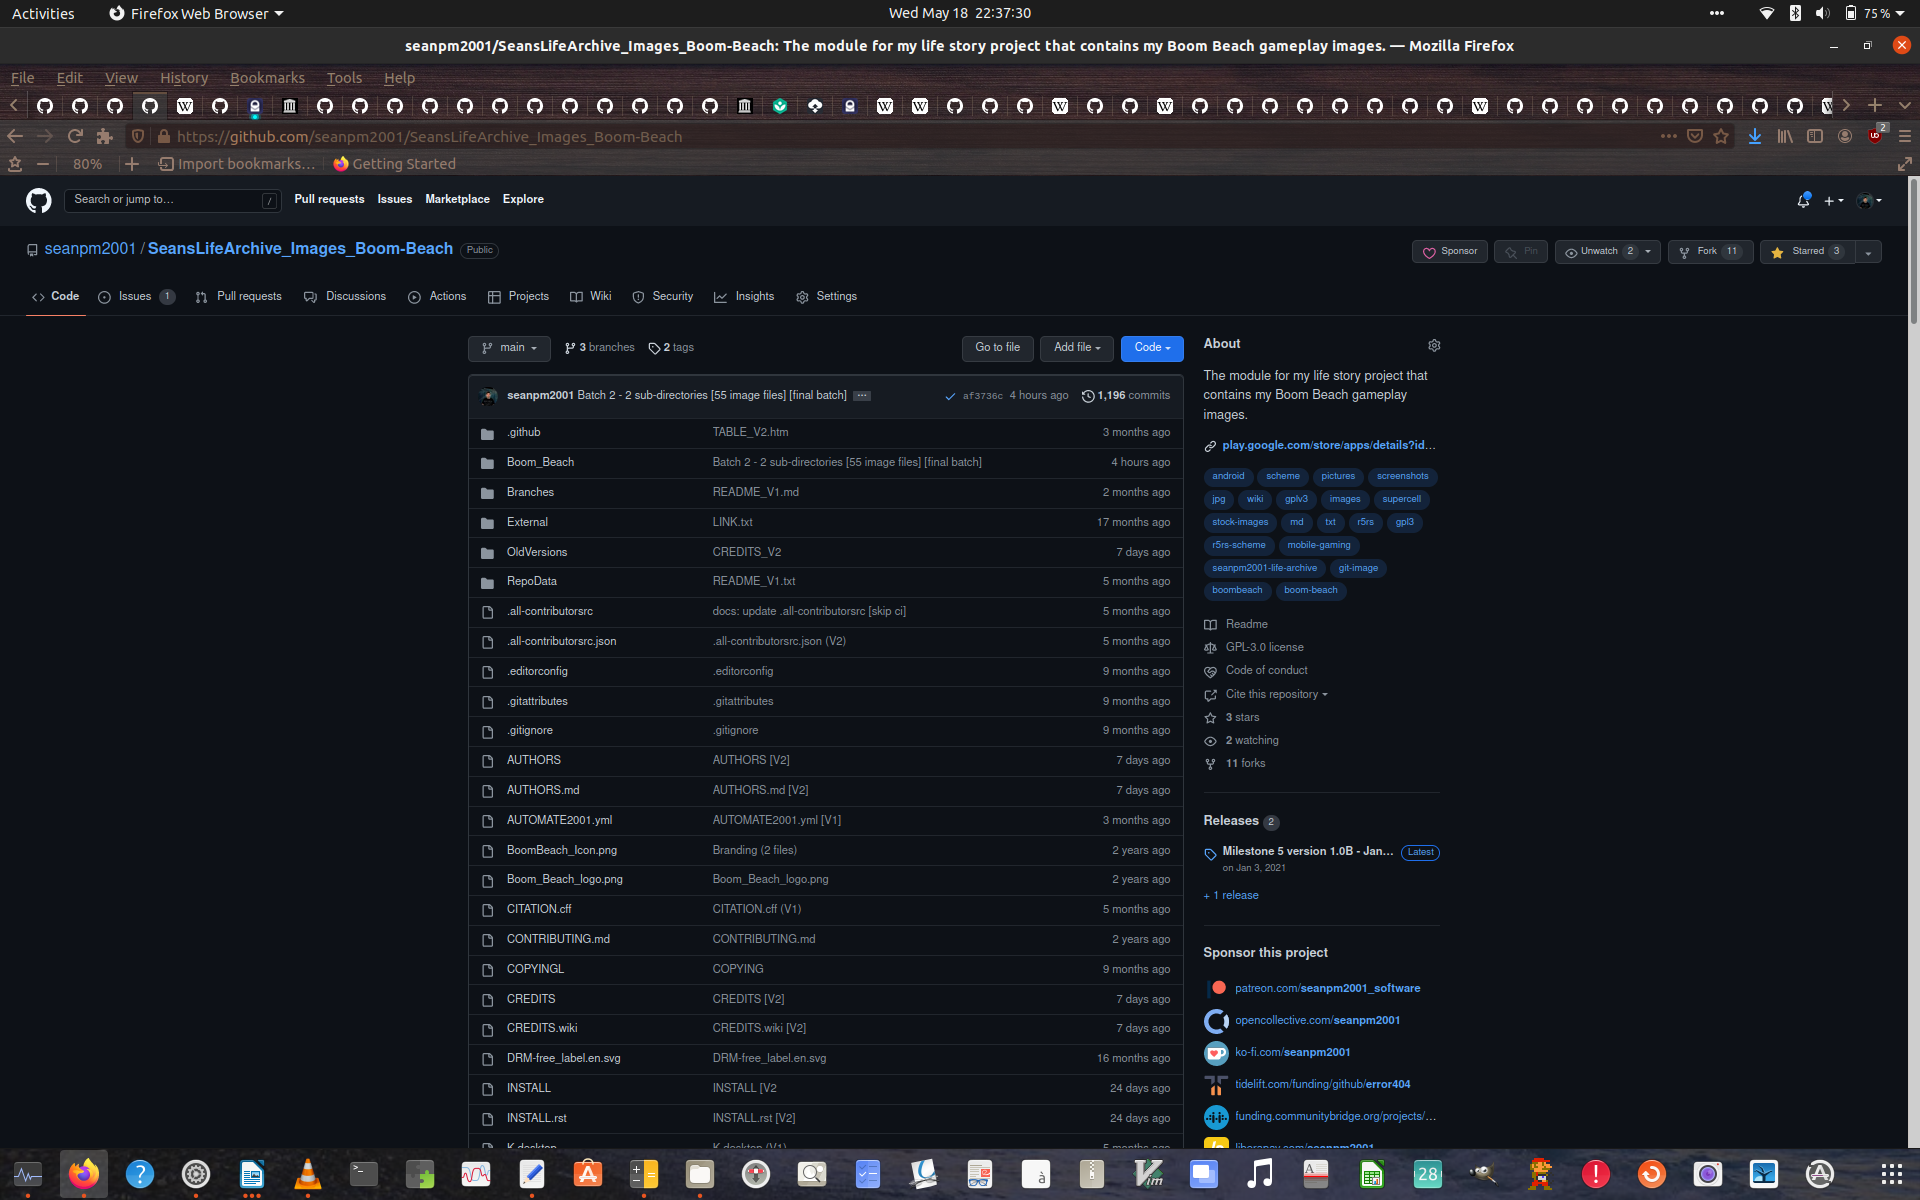 Activities Firefox Web Browser Wed May 18 22:37:30 75 %
seanpm2001/SeansLifeArchive_Images_Boom-Beach: The module for my life story project that contains my Boom Beach gameplay images. — Mozilla Firefox
File Edit View History Bookmarks Tools Help
https://github.com/seanpm2001/SeansLifeArchive_Images_Boom-Beach 2
80% Import bookmarks... Getting Started
Search or jump to... / Pull requests Issues Marketplace Explore
seanpm2001 / SeansLifeArchive_Images_Boom-Beach Public Sponsor Pin Unwatch 2 Fork 11 Starred 3
Code Issues 1 Pull requests Discussions Actions Projects Wiki Security Insights Settings
main 3 branches 2 tags Go to file Add file Code
seanpm2001 Batch 2 - 2 sub-directories [55 image files] [final batch] ... af3736c 4 hours ago 1,196 commits
.github TABLE_V2.htm 3 months ago
Boom_Beach Batch 2 - 2 sub-directories [55 image files] [final batch] 4 hours ago
Branches README_V1.md 2 months ago
External LINK.txt 17 months ago
OldVersions CREDITS_V2 7 days ago
RepoData README_V1.txt 5 months ago
.all-contributorsrc docs: update .all-contributorsrc [skip ci] 5 months ago
.all-contributorsrc.json .all-contributorsrc.json (V2) 5 months ago
.editorconfig .editorconfig 9 months ago
.gitattributes .gitattributes 9 months ago
.gitignore .gitignore 9 months ago
AUTHORS AUTHORS [V2] 7 days ago
AUTHORS.md AUTHORS.md [V2] 7 days ago
AUTOMATE2001.yml AUTOMATE2001.yml [V1] 3 months ago
BoomBeach_Icon.png Branding (2 files) 2 years ago
Boom_Beach_logo.png Boom_Beach_logo.png 2 years ago
CITATION.cff CITATION.cff (V1) 5 months ago
CONTRIBUTING.md CONTRIBUTING.md 2 years ago
COPYINGL COPYING 9 months ago
CREDITS CREDITS [V2] 7 days ago
CREDITS.wiki CREDITS.wiki [V2] 7 days ago
DRM-free_label.en.svg DRM-free_label.en.svg 16 months ago
INSTALL INSTALL [V2 24 days ago
INSTALL.rst INSTALL.rst [V2] 24 days ago
K.desktop K.desktop (V1) 5 months ago
About
The module for my life story project that
contains my Boom Beach gameplay
images.
play.google.com/store/apps/details?id...
android scheme pictures screenshots
jpg wiki gplv3 images supercell
stock-images md txt r5rs gpl3
r5rs-scheme mobile-gaming
seanpm2001-life-archive git-image
boombeach boom-beach
Readme
GPL-3.0 license
Code of conduct
Cite this repository
3 stars
2 watching
11 forks
Releases 2
Milestone 5 version 1.0B - Jan... Latest
on Jan 3, 2021
+ 1 release
Sponsor this project
patreon.com/seanpm2001_software
opencollective.com/seanpm2001
ko-fi.com/seanpm2001
tidelift.com/funding/github/error404
funding.communitybridge.org/projects/...
liberapay.com/seanpm2001
28